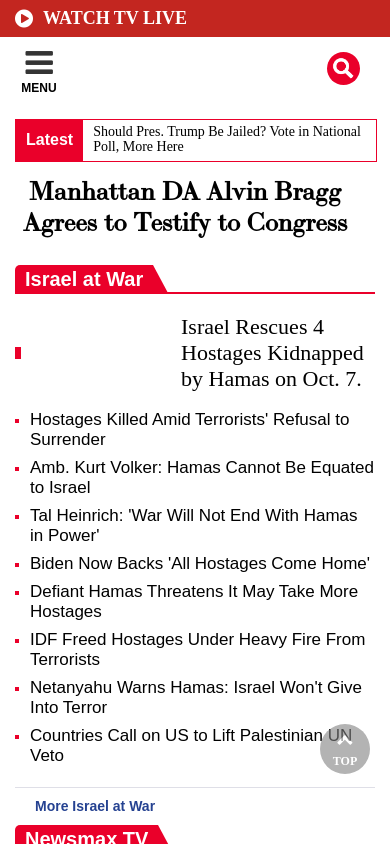 WATCH TV LIVE
MENU
Latest
Should Pres. Trump Be Jailed? Vote in National
Poll, More Here
Manhattan DA Alvin Bragg
Agrees to Testify to Congress
Israel at War
Israel Rescues 4
Hostages Kidnapped
by Hamas on Oct. 7.
Hostages Killed Amid Terrorists' Refusal to
Surrender
Amb. Kurt Volker: Hamas Cannot Be Equated
to Israel
Tal Heinrich: 'War Will Not End With Hamas
in Power'
Biden Now Backs 'All Hostages Come Home'
Defiant Hamas Threatens It May Take More
Hostages
IDF Freed Hostages Under Heavy Fire From
Terrorists
Netanyahu Warns Hamas: Israel Won't Give
Into Terror
Countries Call on US to Lift Palestinian UN
Veto
TOP
More Israel at War
Newsmax TV